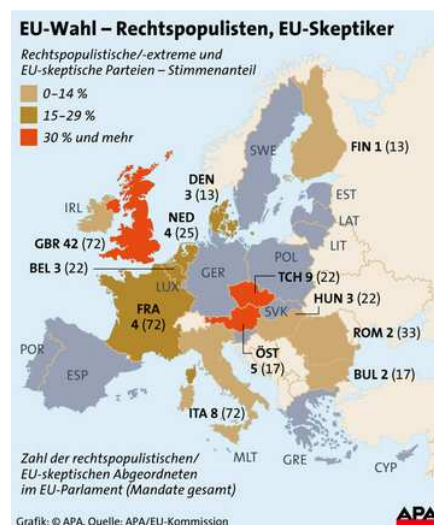 EU-Wahl – Rechtspopulisten, EU-Skeptiker
Rechtspopulistische/-extreme und
EU-skeptische Parteien – Stimmenanteil
0–14 %
15–29 %
30 % und mehr
FIN 1 (13)
SWE
DEN
3 (13)
EST
IRL
NED
4 (25)
LAT
LIT
GBR 42 (72)
POL
BEL 3 (22)
GER
TCH 9
(22)
LUX
HUN 3 (22)
FRA
4 (72)
SVK
ROM 2 (33)
ÖST
5 (17)
POR
ESP
BUL 2 (17)
ITA 8 (72)
MLT
GRE
CYP
Zahl der rechtspopulistischen/
EU-skeptischen Abgeordneten
im EU-Parlament (Mandate gesamt)
Grafik: © APA, Quelle: APA/EU-Kommission
APA